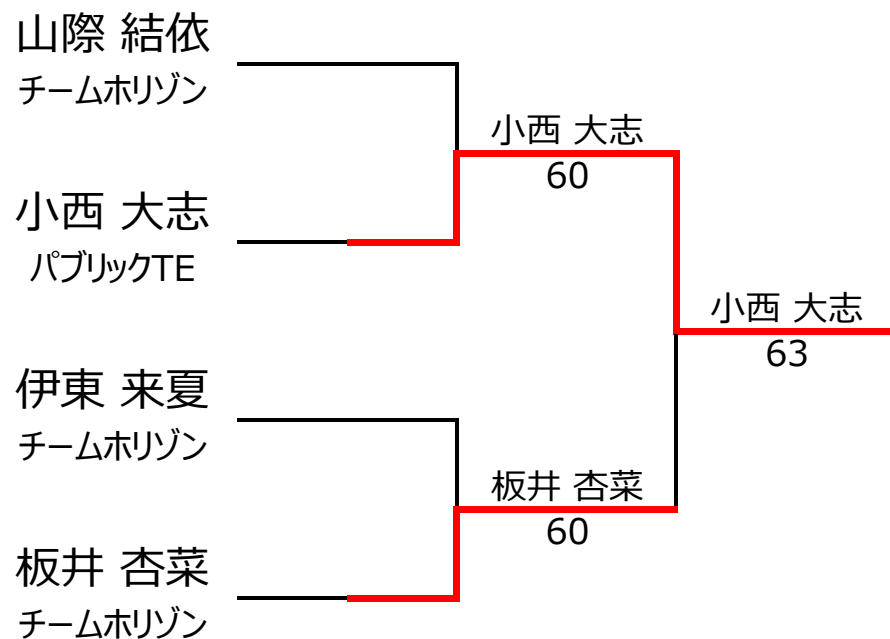 山際 結依
チームホリゾン
小西 大志
60
小西 大志
パブリックTE
小西 大志
63
伊東 来夏
チームホリゾン
板井 杏菜
60
板井 杏菜
チームホリゾン